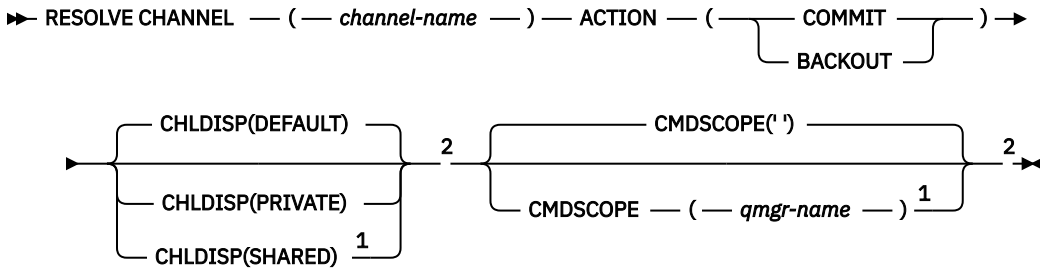 RESOLVE CHANNEL ( channel-name ) ACTION ( COMMIT )
BACKOUT
CHLDISP(DEFAULT) CMDSCOPE(' ')
2 2
CHLDISP(PRIVATE) CMDSCOPE ( qmgr-name ) 1
CHLDISP(SHARED) 1